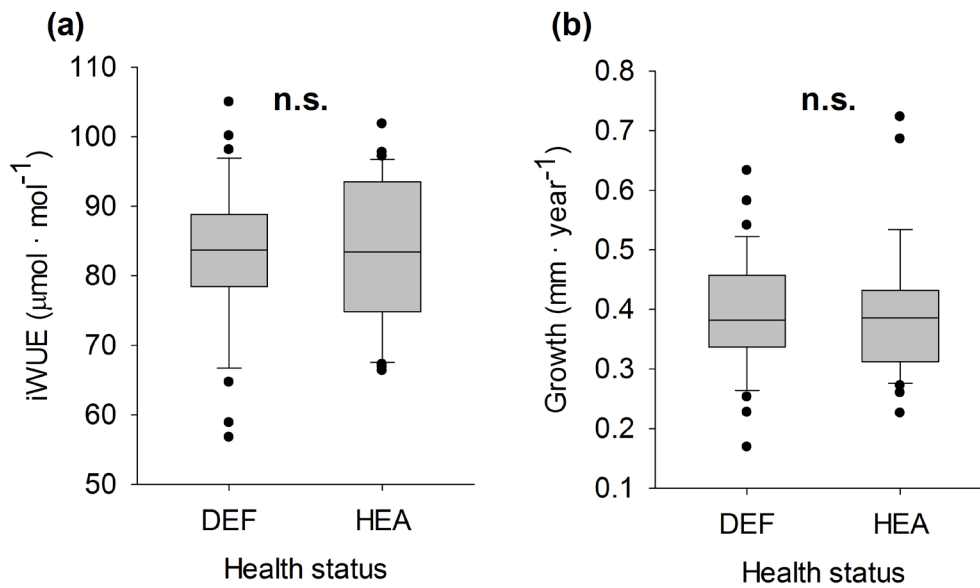 (a)
n.s.
iWUE (μmol · mol⁻¹)
110
100
90
80
70
60
50
DEF HEA
Health status
(b)
n.s.
Growth (mm · year⁻¹)
0.8
0.7
0.6
0.5
0.4
0.3
0.2
0.1
DEF HEA
Health status